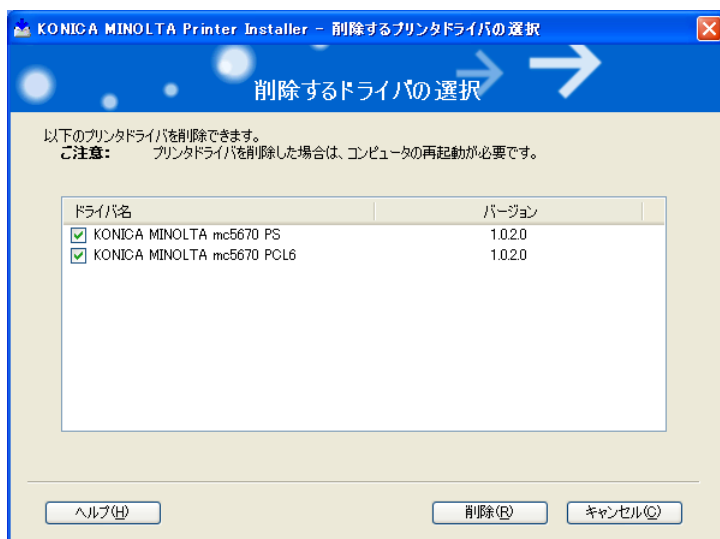 KONICA MINOLTA Printer Installer - 削除するプリンタドライバの選択
削除するドライバの選択
以下のプリンタドライバを削除できます。
ご注意: プリンタドライバを削除した場合は、コンピュータの再起動が必要です。
ドライバ名 バージョン
KONICA MINOLTA mc5670 PS 1.0.2.0
KONICA MINOLTA mc5670 PCL6 1.0.2.0
ヘルプ(H) 削除(R) キャンセル(C)